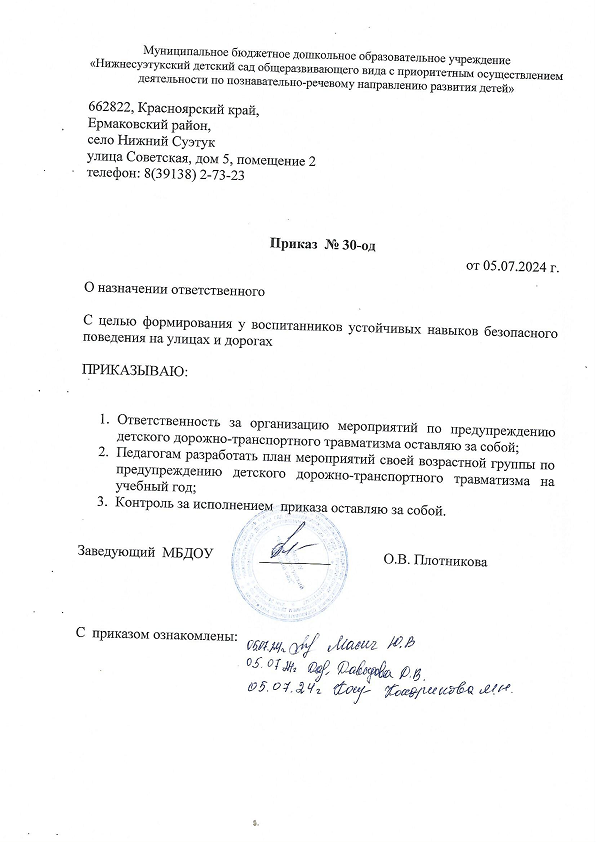 Муниципальное бюджетное дошкольное образовательное учреждение
«Нижнесуэтукский детский сад общеразвивающего вида с приоритетным осуществлением
деятельности по познавательно-речевому направлению развития детей»
662822, Красноярский край,
Ермаковский район,
село Нижний Суэтук
улица Советская, дом 5, помещение 2
телефон: 8(39138) 2-73-23
Приказ № 30-од
от 05.07.2024 г.
О назначении ответственного
С целью формирования у воспитанников устойчивых навыков безопасного
поведения на улицах и дорогах
ПРИКАЗЫВАЮ:
1. Ответственность за организацию мероприятий по предупреждению
детского дорожно-транспортного травматизма оставляю за собой;
2. Педагогам разработать план мероприятий своей возрастной группы по
предупреждению детского дорожно-транспортного травматизма на
учебный год;
3. Контроль за исполнением приказа оставляю за собой.
Заведующий МБДОУ О.В. Плотникова
С приказом ознакомлены:
05.07.24г Масич Ю.В
05.07.24г Давыдова О.В.
05.07.24г М.Н.